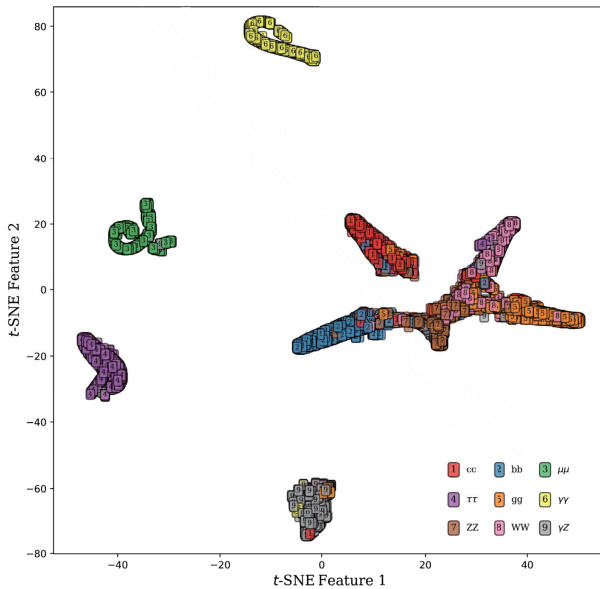 80
60
40
20
0
−20
−40
−60
−80
t-SNE Feature 2
1 cc 2 bb 3 μμ
4 ττ 5 gg 6 γγ
7 ZZ 8 WW 9 γZ
−40 −20 0 20 40
t-SNE Feature 1